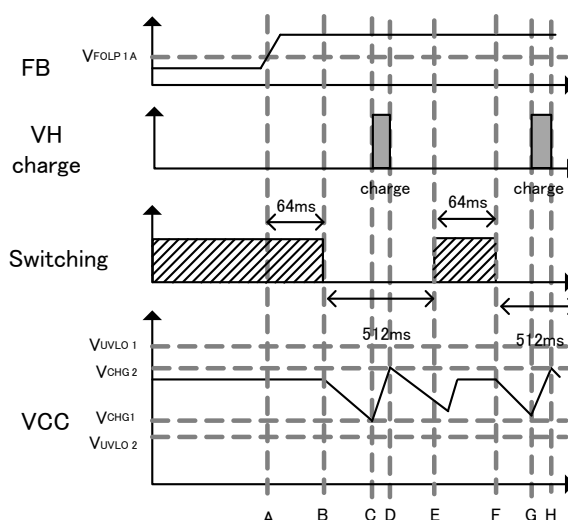 VFOLP1A
FB
VH
charge
charge
charge
64ms
64ms
Switching
512ms
512ms
VUVLO1
VCHG2
VCHG1
VUVLO2
VCC
A B C D E F G H